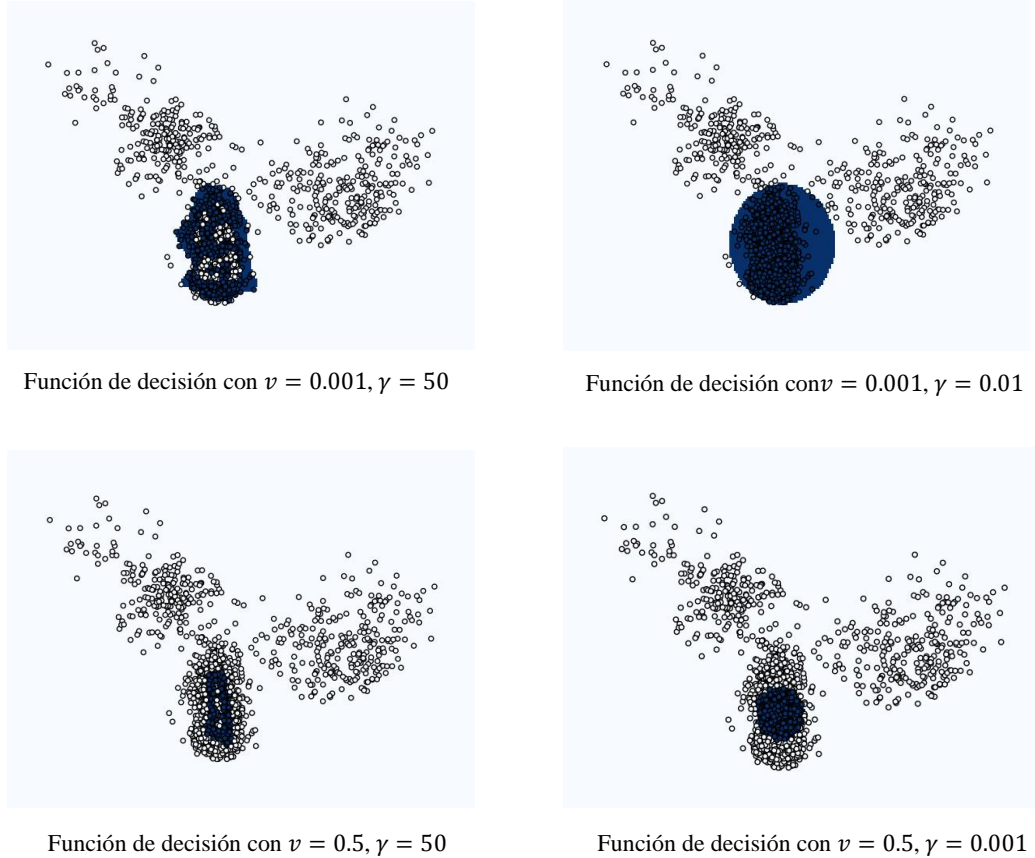 Función de decisión con 𝑣 = 0.001, 𝛾 = 50
Función de decisión con𝑣 = 0.001, 𝛾 = 0.01
Función de decisión con 𝑣 = 0.5, 𝛾 = 50
Función de decisión con 𝑣 = 0.5, 𝛾 = 0.001